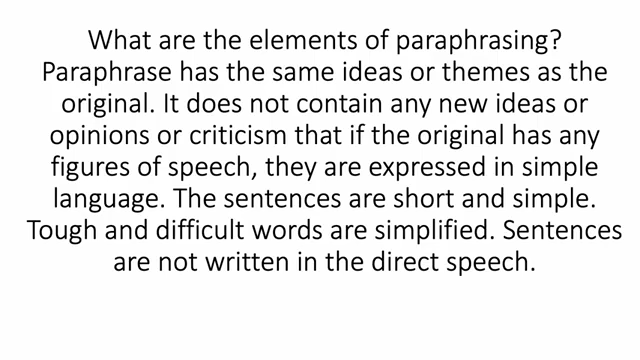 What are the elements of paraphrasing?
Paraphrase has the same ideas or themes as the
original. It does not contain any new ideas or
opinions or criticism that if the original has any
figures of speech, they are expressed in simple
language. The sentences are short and simple.
Tough and difficult words are simplified. Sentences
are not written in the direct speech.